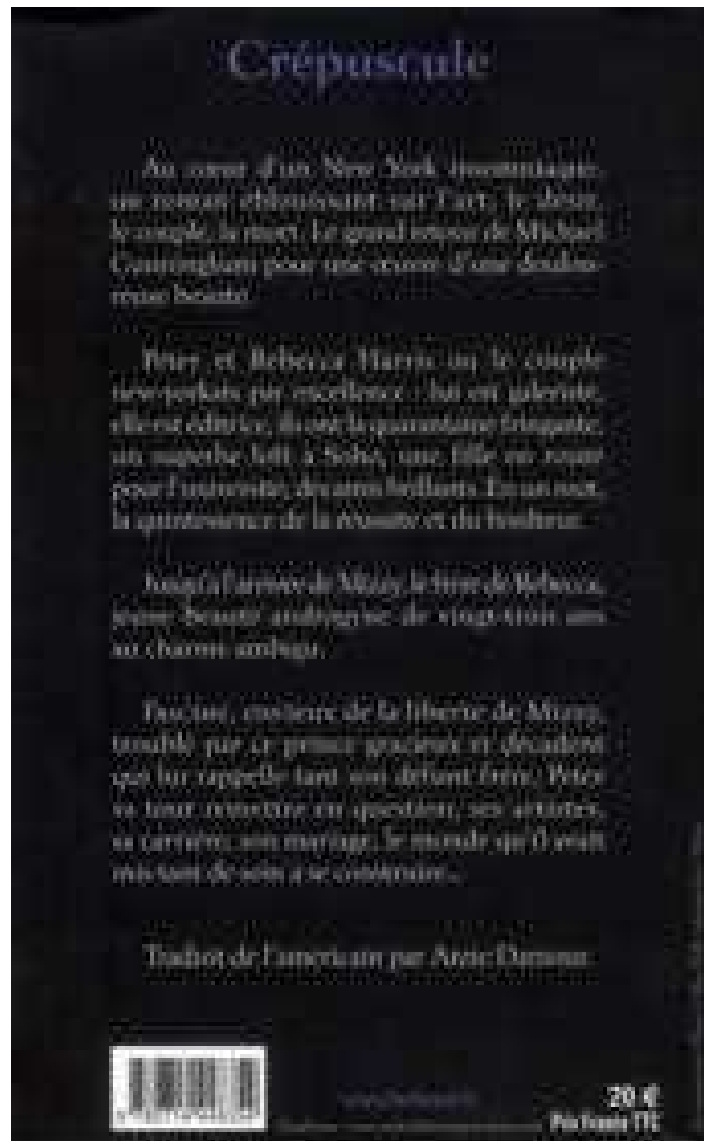 Crépuscule
Au cœur d'un New York insomniaque,
un roman éblouissant sur l'art, le désir,
le couple, la mort. Le grand retour de Michael
Cunningham pour une œuvre d'une doulou-
reuse beauté.
Peter et Rebecca Harris ou le couple
new-yorkais par excellence : lui est galeriste,
elle est éditrice, ils ont la quarantaine fringante,
un superbe loft à Soho, une fille en route
pour l'université, des amis brillants. En un mot,
la quintessence de la réussite et du bonheur.
Jusqu'à l'arrivée de Mizzy, le frère de Rebecca,
jeune beauté androgyne de vingt-trois ans
au charme ambigu.
Fasciné, envieux de la liberté de Mizzy,
troublé par ce prince gracieux et décadent
qui lui rappelle tant son défunt frère, Peter
va tout remettre en question, ses artistes,
sa carrière, son mariage, le monde qu'il avait
mis tant de soin à se construire...
Traduit de l'américain par Anne Damour
20 €
Prix France TTC